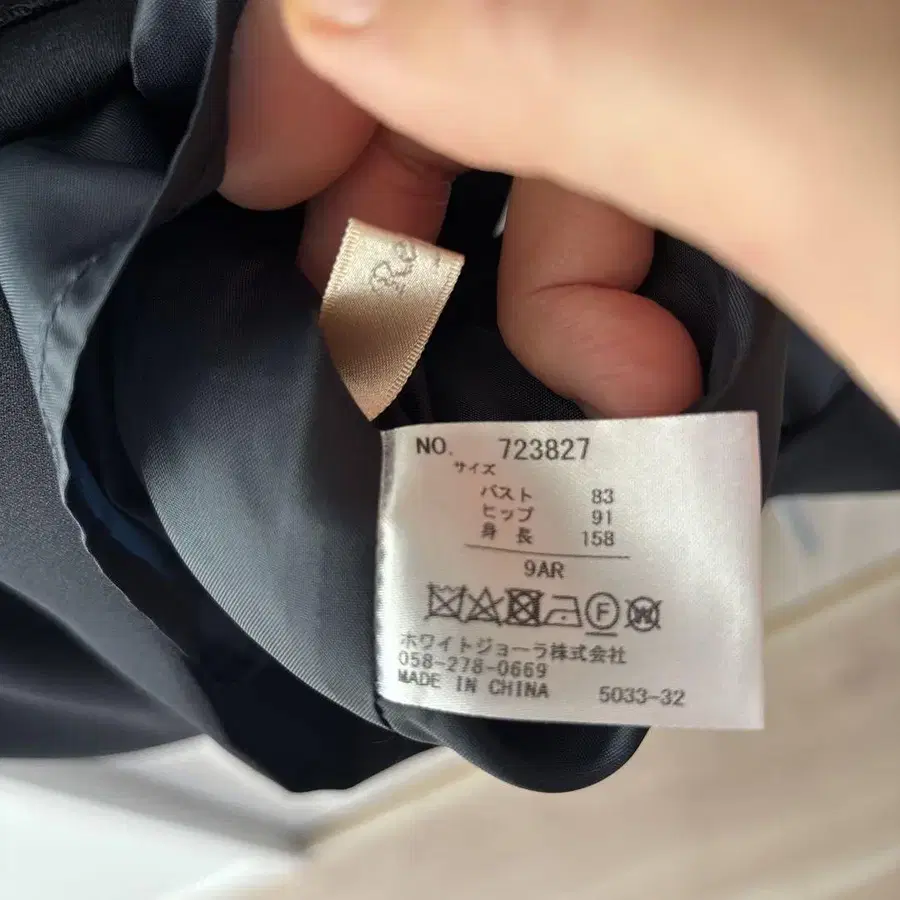 Re
NO. 723827
サイズ
バスト 83
ヒップ 91
身長 158
9AR
F W
ホワイトジョーラ株式会社
058-278-0669
MADE IN CHINA 5033-32